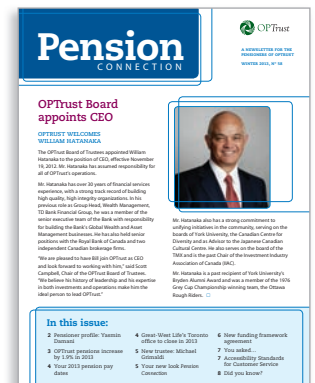 Pension
CONNECTION
OPTrust
A NEWSLETTER FOR THE
PENSIONERS OF OPTRUST
WINTER 2013, Nº 38
OPTrust Board
appoints CEO
OPTRUST WELCOMES
WILLIAM HATANAKA
The OPTrust Board of Trustees appointed William
Hatanaka to the position of CEO, effective November
19, 2012. Mr. Hatanaka has assumed responsibility for
all of OPTrust's operations.
Mr. Hatanaka has over 30 years of financial services
experience, with a strong track record of building
high quality, high integrity organizations. In his
previous role as Group Head, Wealth Management,
TD Bank Financial Group, he was a member of the
senior executive team of the Bank with responsibility
for building the Bank's Global Wealth and Asset
Management businesses. He has also held senior
positions with the Royal Bank of Canada and two
independent Canadian brokerage firms.
"We are pleased to have Bill join OPTrust as CEO
and look forward to working with him," said Scott
Campbell, Chair of the OPTrust Board of Trustees.
"We believe his history of leadership and his expertise
in both investments and operations make him the
ideal person to lead OPTrust."
Mr. Hatanaka also has a strong commitment to
unifying initiatives in the community, serving on the
boards of York University, the Canadian Centre for
Diversity and as Advisor to the Japanese Canadian
Cultural Centre. He also serves on the board of the
TMX and is the past Chair of the Investment Industry
Association of Canada (IIAC).
Mr. Hatanaka is a past recipient of York University's
Bryden Alumni Award and was a member of the 1976
Grey Cup Championship winning team, the Ottawa
Rough Riders.
In this issue:
2 Pensioner profile: Yasmin
Damani
3 OPTrust pensions increase
by 1.9% in 2013
4 Your 2013 pension pay
dates
4 Great-West Life's Toronto
office to close in 2013
5 New trustee: Michael
Grimaldi
5 Your new look Pension
Connection
6 New funding framework
agreement
7 You asked...
7 Accessibility Standards
for Customer Service
8 Did you know?